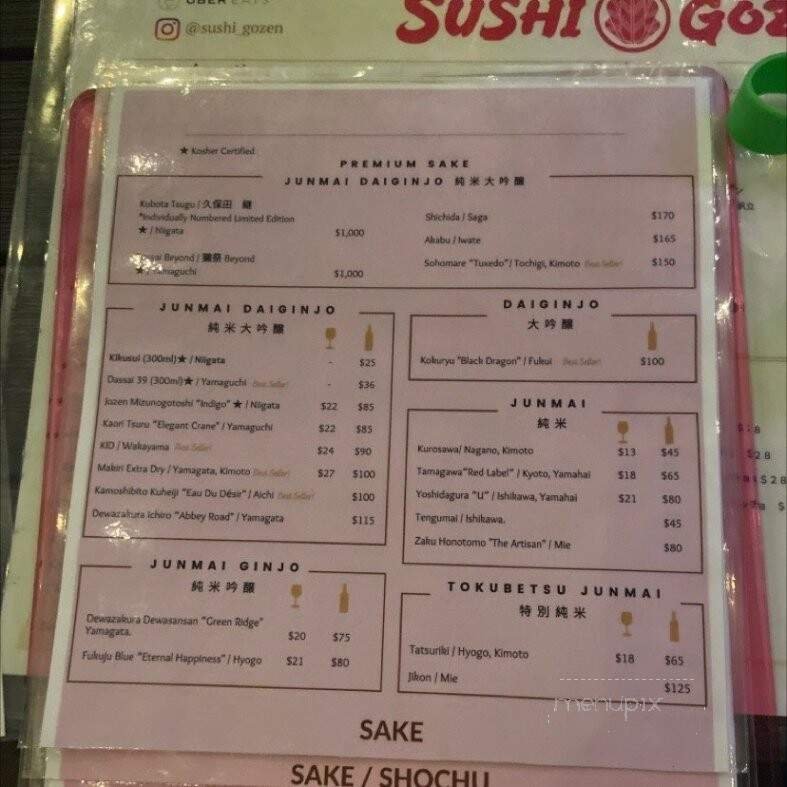 UBER EATS
@sushi_gozen
SUSHI GOZ
★ Kosher Certified
PREMIUM SAKE
JUNMAI DAIGINJO 純米大吟醸
Kubota Tsugu / 久保田 継
*Individually Numbered Limited Edition
★ / Niigata $1,000
Beyond / 獺祭 Beyond
★ / Yamaguchi $1,000
Shichida / Saga $170
Akabu / Iwate $165
Sohomare "Tuxedo" / Tochigi, Kimoto Best Seller! $150
JUNMAI DAIGINJO
純米大吟醸
Kikusui (300ml)★ / Niigata - $25
Dassai 39 (300ml)★ / Yamaguchi Best Seller! - $36
Jozen Mizunogotoshi "Indigo" ★ / Niigata $22 $85
Kaori Tsuru "Elegant Crane" / Yamaguchi $22 $85
KID / Wakayama Best Seller! $24 $90
Makiri Extra Dry / Yamagata, Kimoto Best Seller! $27 $100
Kamoshibito Kuheiji "Eau Du Désir" / Aichi Best Seller! $100
Dewazakura Ichiro "Abbey Road" / Yamagata $115
DAIGINJO
大吟醸
Kokuryu "Black Dragon" / Fukui Best Seller! $100
JUNMAI
純米
Kurosawa/ Nagano, Kimoto $13 $45
Tamagawa"Red Label" / Kyoto, Yamahai $18 $65
Yoshidagura "U" / Ishikawa, Yamahai $21 $80
Tengumai / Ishikawa. $45
Zaku Honotomo "The Artisan" / Mie $80
JUNMAI GINJO
純米吟醸
Dewazakura Dewasansan "Green Ridge"
Yamagata. $20 $75
Fukuju Blue "Eternal Happiness" / Hyogo $21 $80
TOKUBETSU JUNMAI
特別純米
Tatsuriki / Hyogo, Kimoto $18 $65
Jikon / Mie $125
menupix
SAKE
SAKE / SHOCHU